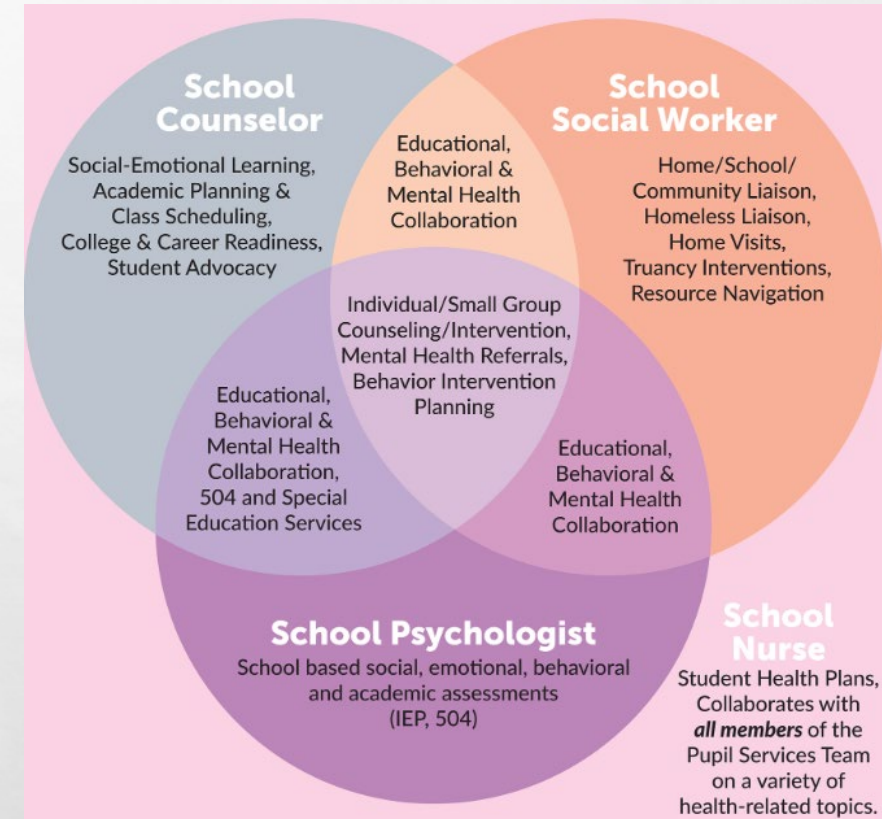 School
Counselor
Social-Emotional Learning,
Academic Planning &
Class Scheduling,
College & Career Readiness,
Student Advocacy
Educational,
Behavioral &
Mental Health
Collaboration
School
Social Worker
Home/School/
Community Liaison,
Homeless Liaison,
Home Visits,
Truancy Interventions,
Resource Navigation
Individual/Small Group
Counseling/Intervention,
Mental Health Referrals,
Behavior Intervention
Planning
Educational,
Behavioral &
Mental Health
Collaboration,
504 and Special
Education Services
Educational,
Behavioral &
Mental Health
Collaboration
School Psychologist
School based social, emotional, behavioral
and academic assessments
(IEP, 504)
School
Nurse
Student Health Plans,
Collaborates with
all members of the
Pupil Services Team
on a variety of
health-related topics.